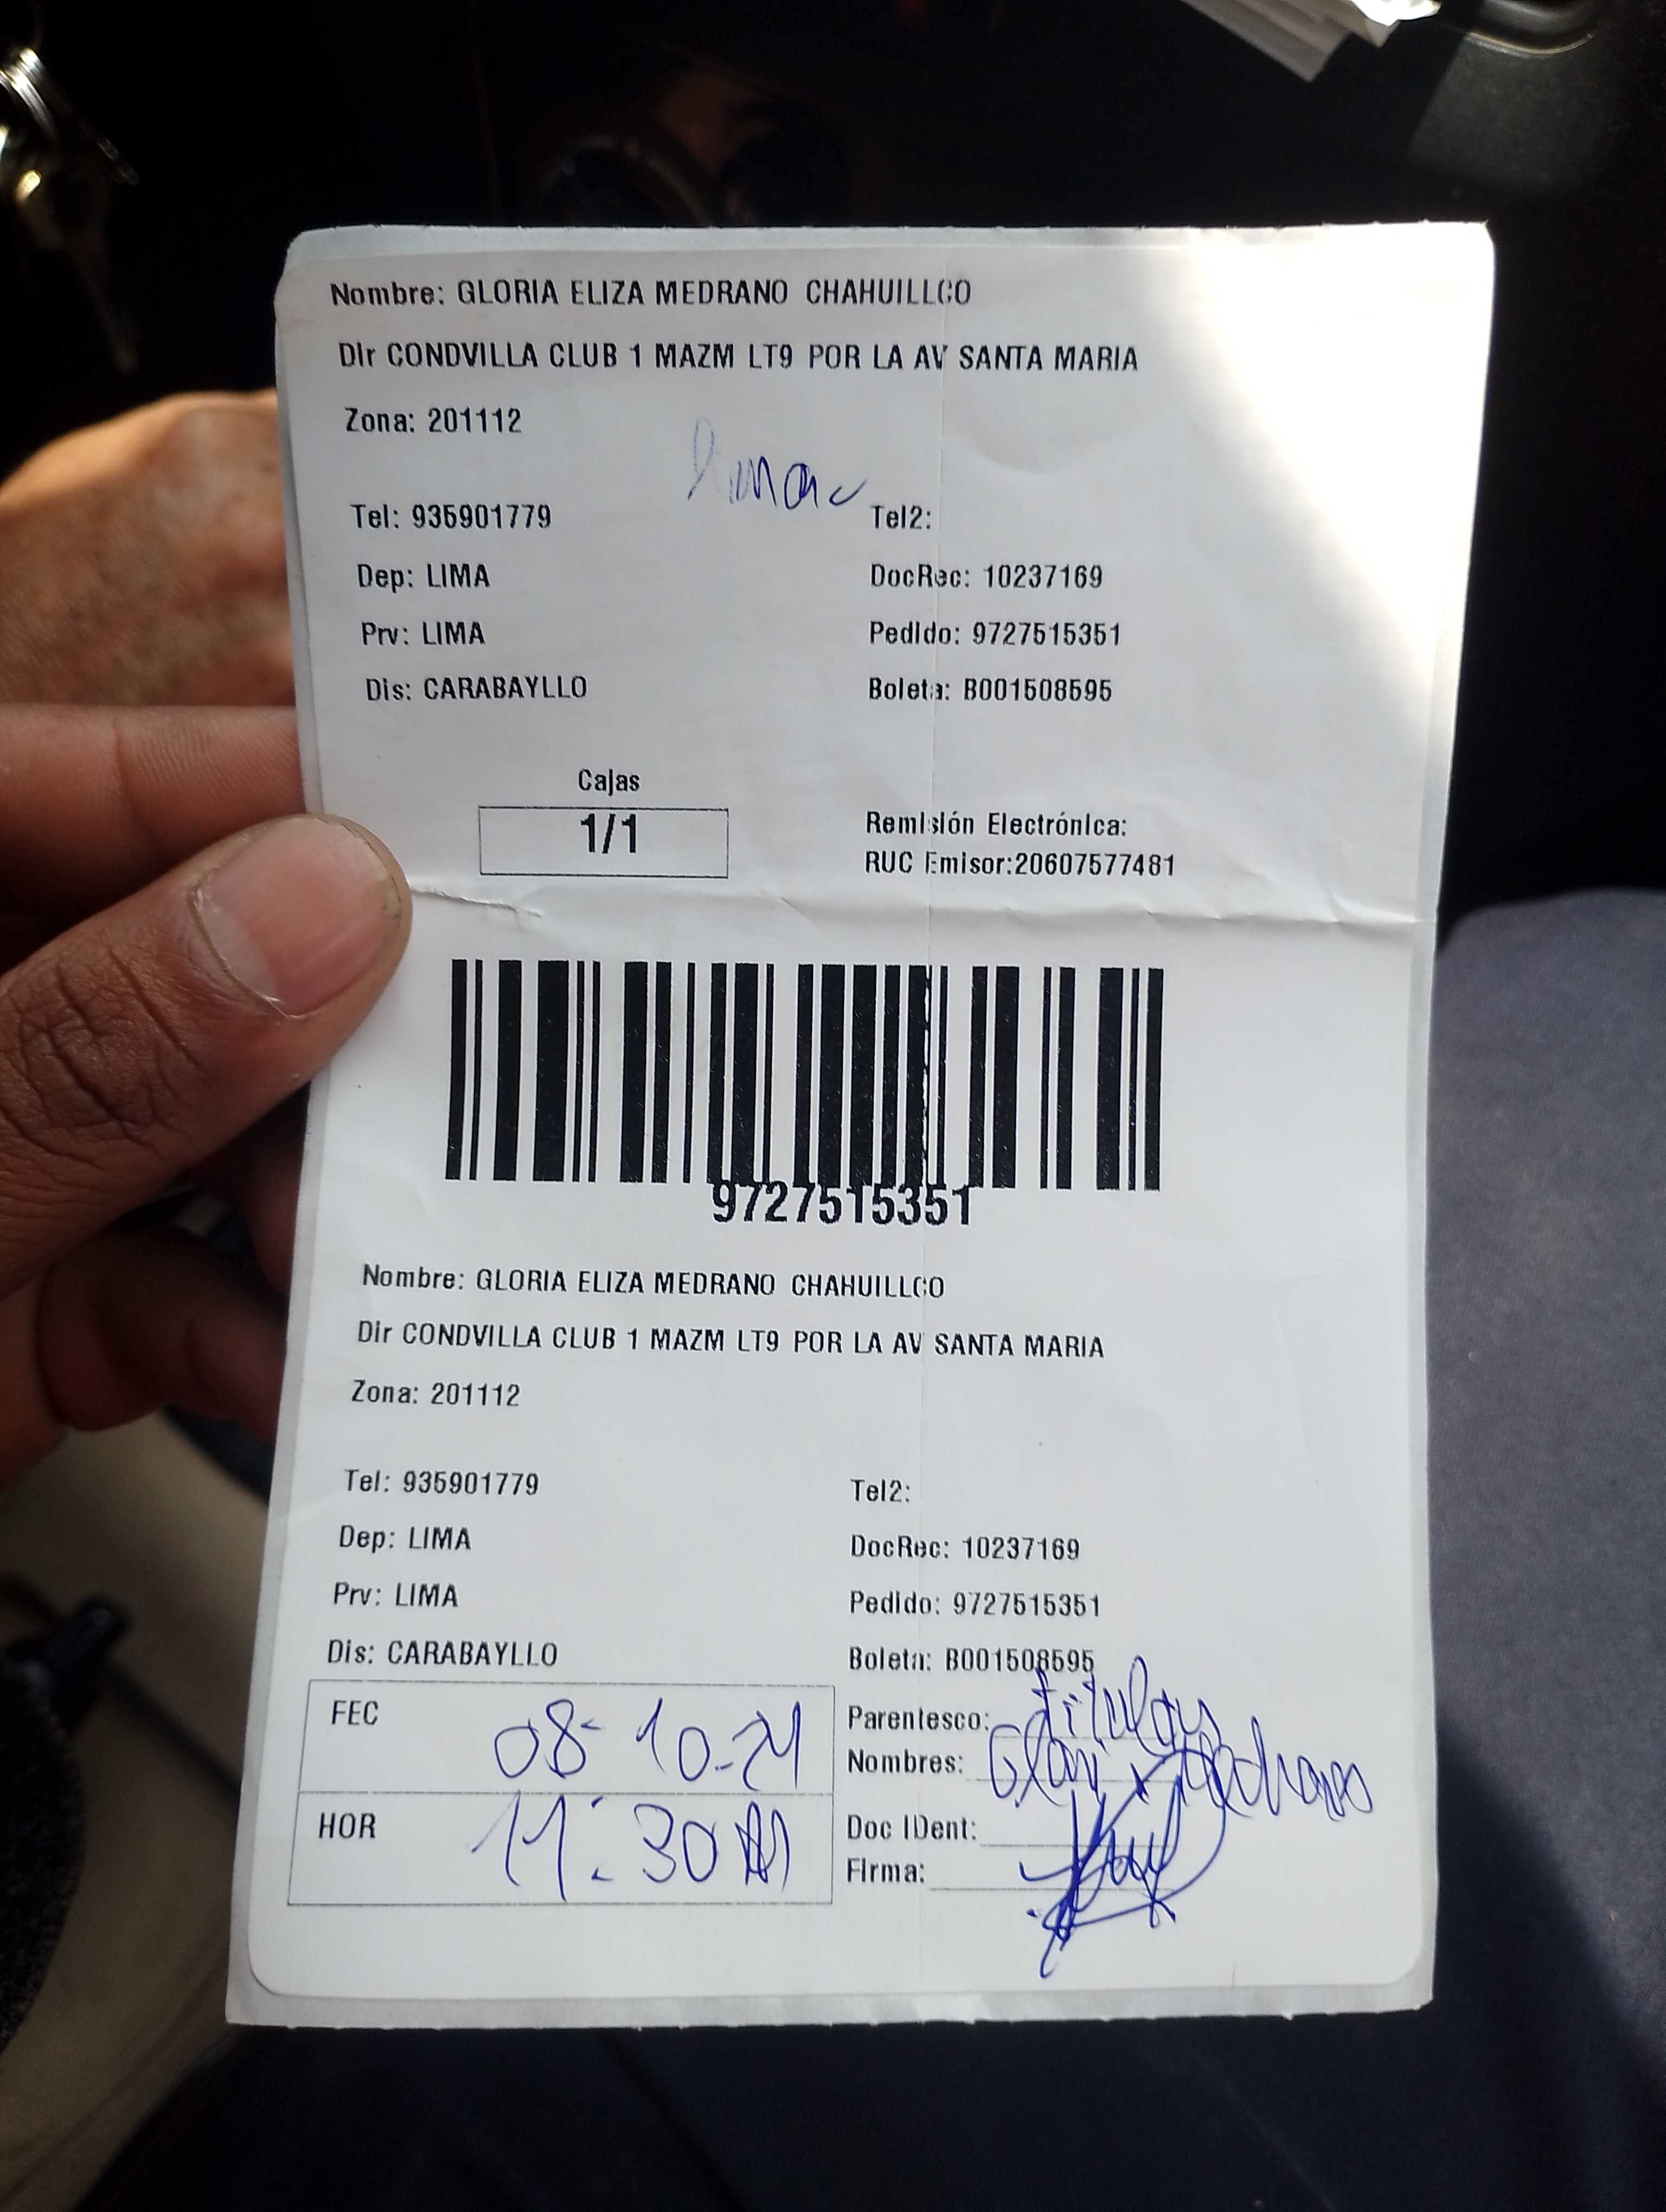 Nombre: GLORIA ELIZA MEDRANO CHAHUILLCO
Dir CONDVILLA CLUB 1 MAZM LT9 POR LA AV SANTA MARIA
Zona: 201112
Tel: 935901779 Tel2:
Dep: LIMA DocRec: 10237169
Prv: LIMA Pedido: 9727515351
Dis: CARABAYLLO Boleta: B001508595
Cajas
1/1
Remisión Electrónica:
RUC Emisor:20607577481
9727515351
Nombre: GLORIA ELIZA MEDRANO CHAHUILLCO
Dir CONDVILLA CLUB 1 MAZM LT9 POR LA AV SANTA MARIA
Zona: 201112
Tel: 935901779 Tel2:
Dep: LIMA DocRec: 10237169
Prv: LIMA Pedido: 9727515351
Dis: CARABAYLLO Boleta: B001508595
FEC 08-10-24 Parentesco: titular
Nombres: Gloria Medrano
HOR 11:30 Doc IDent:
Firma: